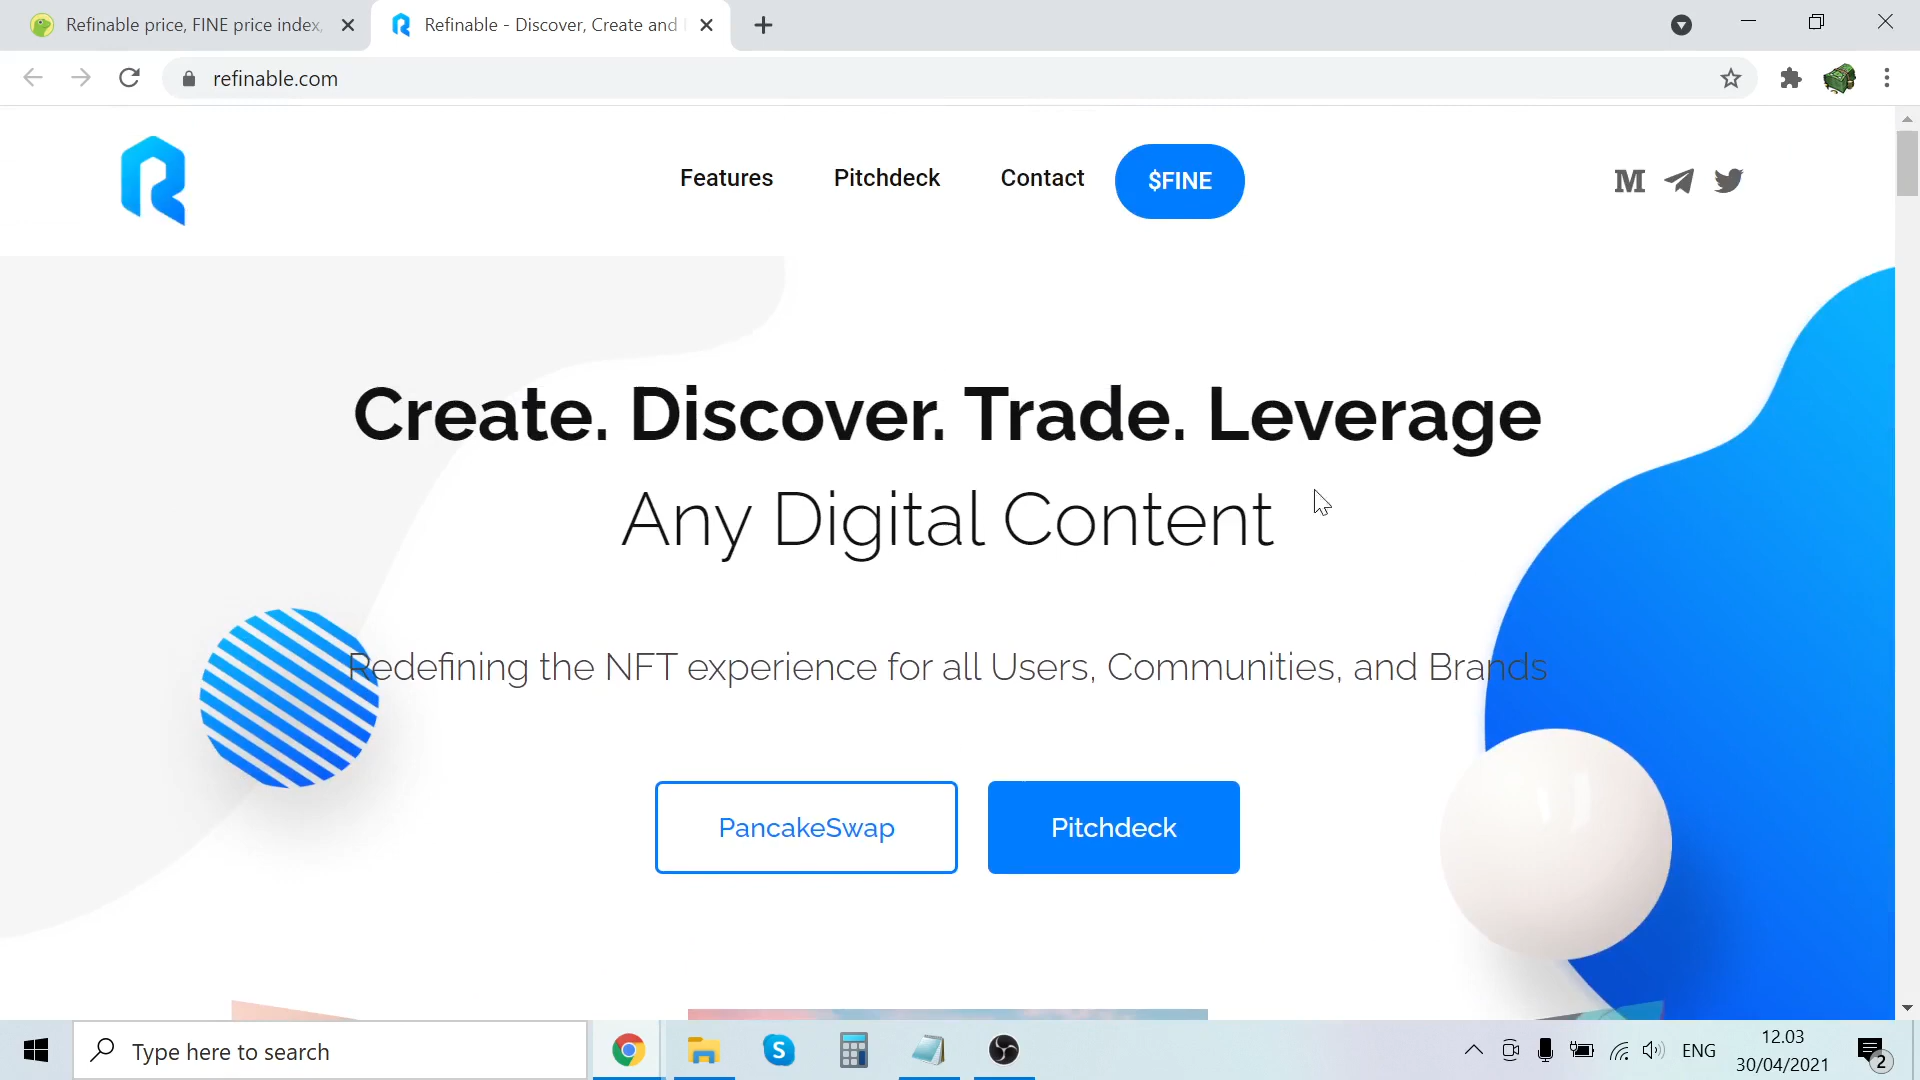 Refinable price, FINE price index,
Refinable - Discover, Create and
refinable.com
Features
Pitchdeck
Contact
$FINE
Create. Discover. Trade. Leverage
Any Digital Content
Redefining the NFT experience for all Users, Communities, and Brands
PancakeSwap
Pitchdeck
Type here to search
ENG
12.03
30/04/2021
2